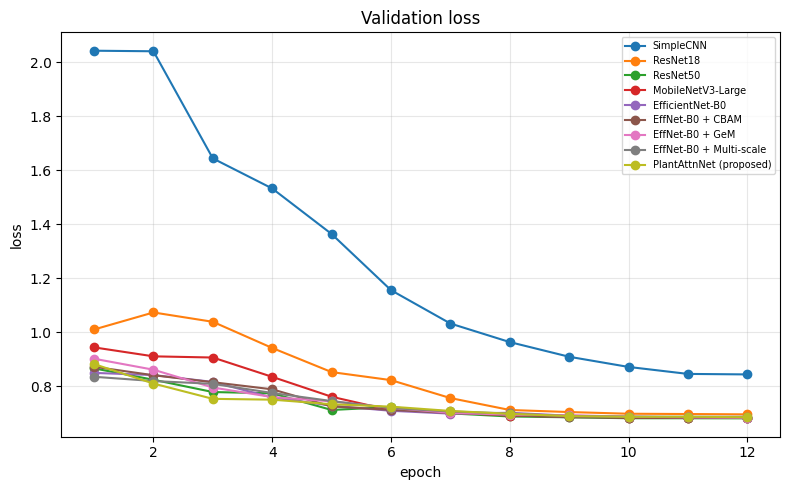 Validation loss
2.0
1.8
1.6
1.4
1.2
1.0
0.8
loss
SimpleCNN
ResNet18
ResNet50
MobileNetV3-Large
EfficientNet-B0
EffNet-B0 + CBAM
EffNet-B0 + GeM
EffNet-B0 + Multi-scale
PlantAttnNet (proposed)
2 4 6 8 10 12
epoch